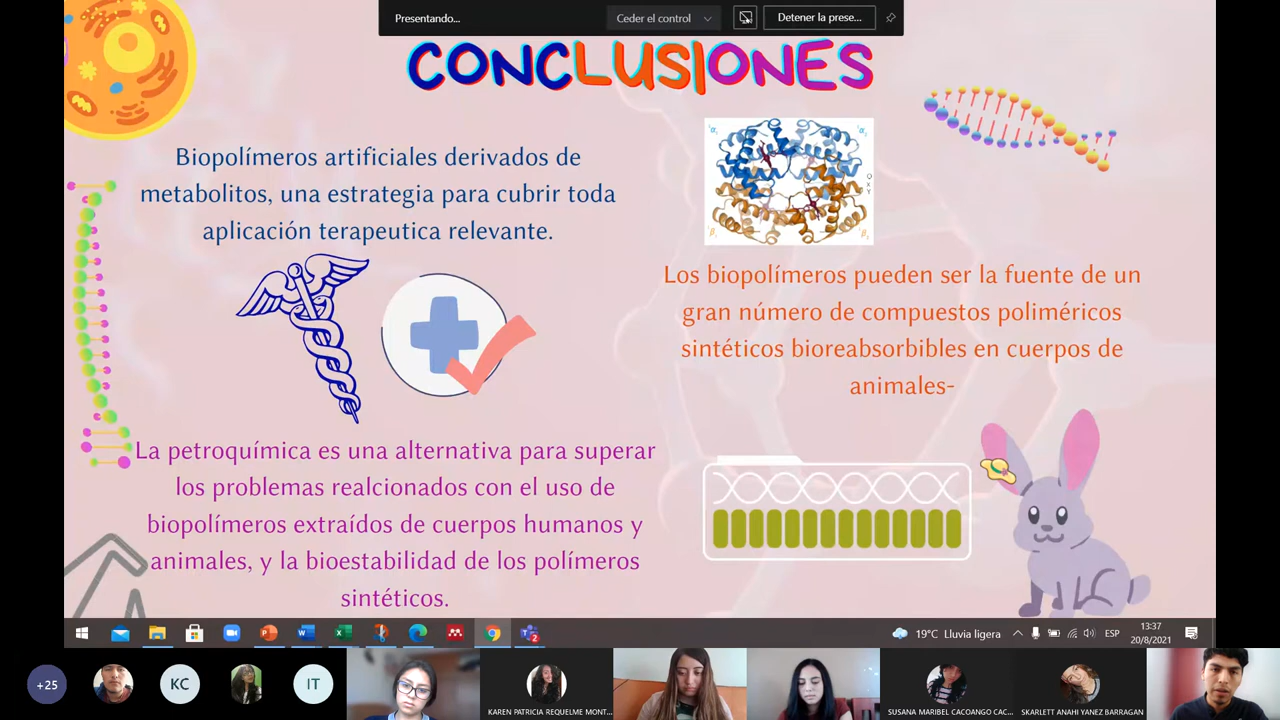 Presentando...
Ceder el control
Detener la prese...
CONCLUSIONES
Biopolímeros artificiales derivados de
metabolitos, una estrategia para cubrir toda
aplicación terapeutica relevante.
Los biopolímeros pueden ser la fuente de un
gran número de compuestos poliméricos
sintéticos bioreabsorbibles en cuerpos de
animales-
La petroquímica es una alternativa para superar
los problemas realcionados con el uso de
biopolímeros extraídos de cuerpos humanos y
animales, y la bioestabilidad de los polímeros
sintéticos.
19°C Lluvia ligera
ESP
13:37
20/8/2021
+25
KC
IT
KAREN PATRICIA REQUELME MONT...
SUSANA MARIBEL CACOANGO CAC...
SKARLETT ANAHI YANEZ BARRAGAN